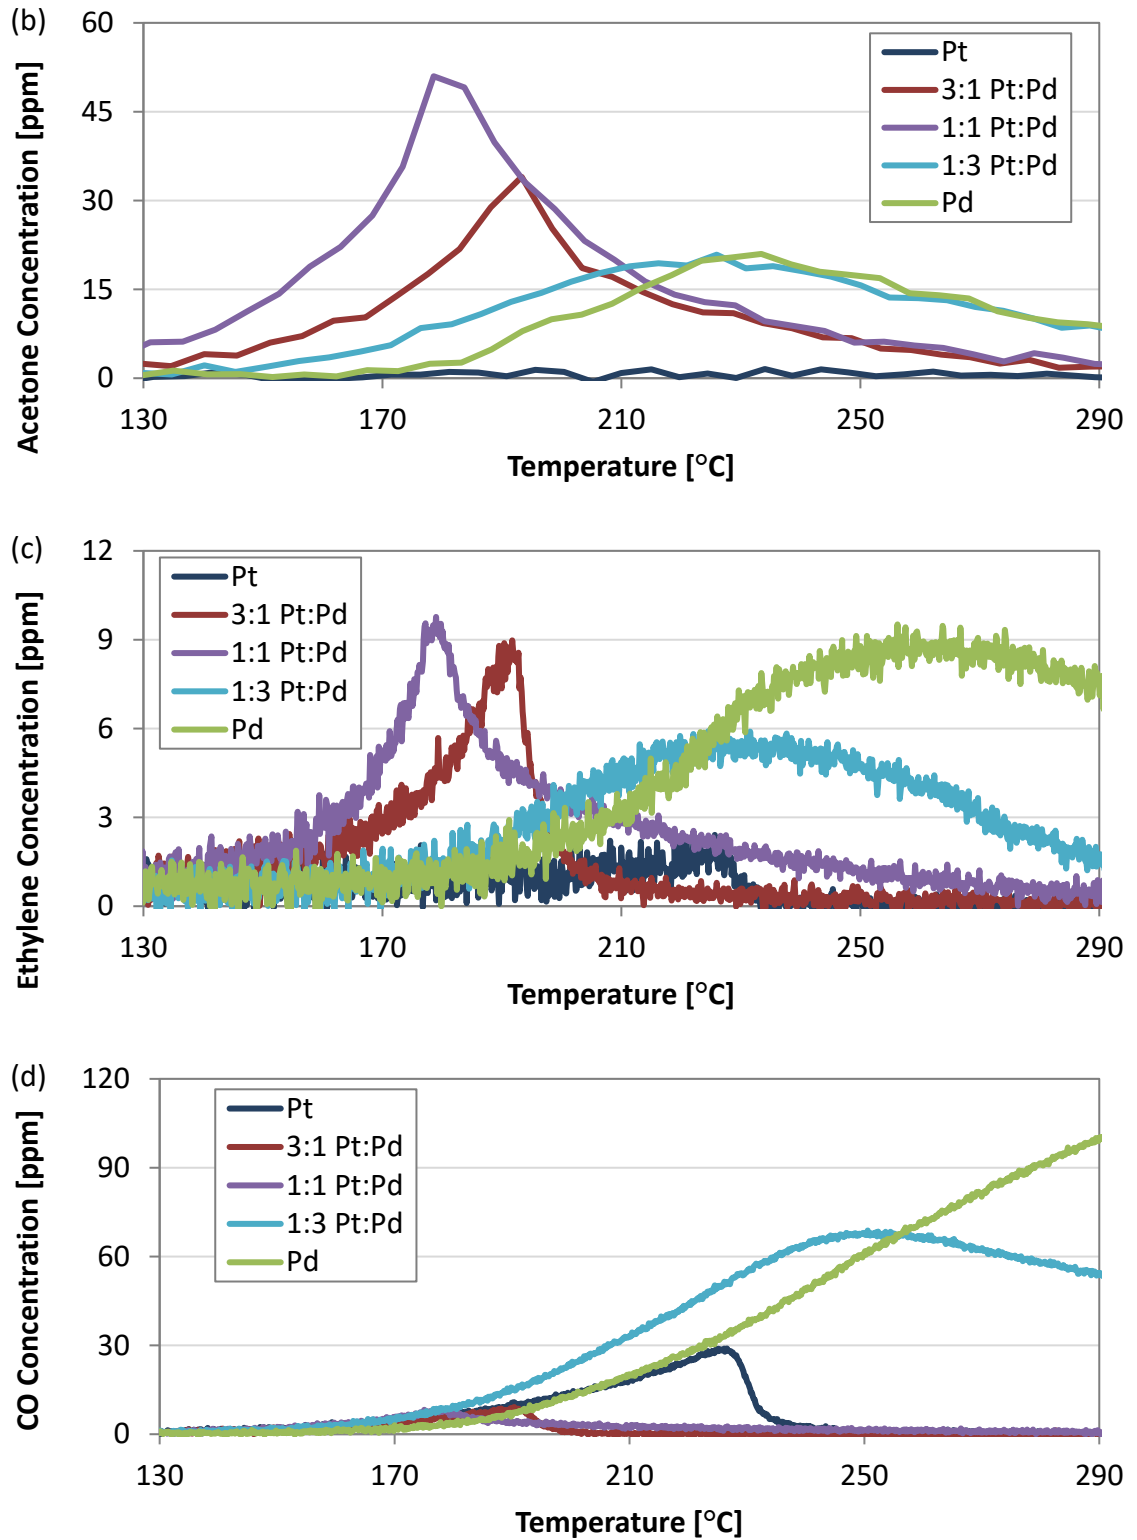 (b)
Acetone Concentration [ppm]
60
45
30
15
0
130 170 210 250 290
Temperature [°C]
Pt
3:1 Pt:Pd
1:1 Pt:Pd
1:3 Pt:Pd
Pd
(c)
Ethylene Concentration [ppm]
12
9
6
3
0
130 170 210 250 290
Temperature [°C]
Pt
3:1 Pt:Pd
1:1 Pt:Pd
1:3 Pt:Pd
Pd
(d)
CO Concentration [ppm]
120
90
60
30
0
130 170 210 250 290
Temperature [°C]
Pt
3:1 Pt:Pd
1:1 Pt:Pd
1:3 Pt:Pd
Pd